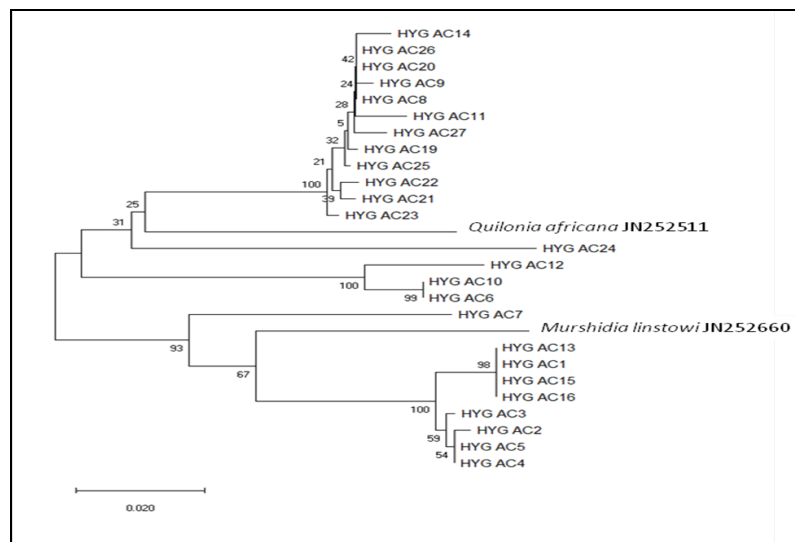 HYG AC14
HYG AC26
42
HYG AC20
24
HYG AC9
HYG AC8
28
HYG AC11
5
HYG AC27
32
HYG AC19
21
HYG AC25
100
HYG AC22
39
HYG AC21
25
HYG AC23
31
Quilonia africana JN252511
HYG AC24
HYG AC12
100
HYG AC10
99
HYG AC6
HYG AC7
93
Murshidia linstowi JN252660
HYG AC13
98
HYG AC1
67
HYG AC15
HYG AC16
100
HYG AC3
HYG AC2
59
HYG AC5
54
HYG AC4
0.020